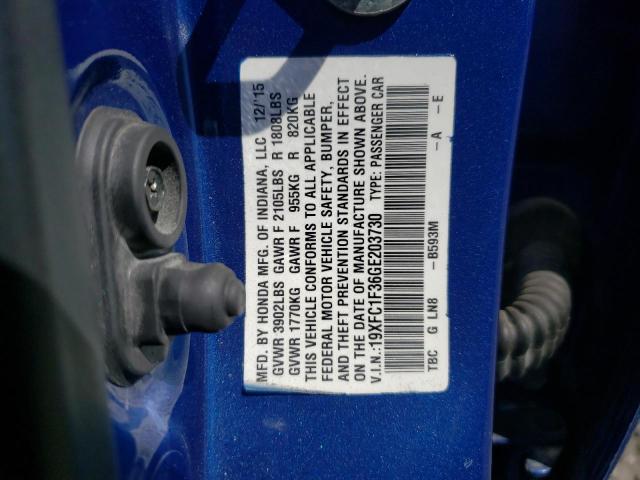 MFD. BY HONDA MFG. OF INDIANA, LLC 12/'15
GVWR 3902LBS GAWR F 2105LBS R 1808LBS
GVWR 1770KG GAWR F 955KG R 820KG
THIS VEHICLE CONFORMS TO ALL APPLICABLE
FEDERAL MOTOR VEHICLE SAFETY, BUMPER,
AND THEFT PREVENTION STANDARDS IN EFFECT
ON THE DATE OF MANUFACTURE SHOWN ABOVE.
V.I.N.:19XFC1F36GE203730 TYPE: PASSENGER CAR
TBC G LN8 -B593M -A -E